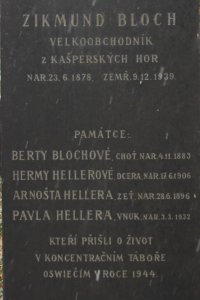 ZIKMUND BLOCH
VELKOOBCHODNÍK
Z KAŠPERSKÝCH HOR
NAR. 23. 6. 1878. ZEMŘ. 9. 12. 1939.
PAMÁTCE:
BERTY BLOCHOVÉ, CHOŤ NAR. 4. 11. 1883
HERMY HELLEROVÉ, DCERA, NAR. 17. 6. 1906
ARNOŠTA HELLERA, ZEŤ, NAR. 28. 6. 1896
PAVLA HELLERA, VNUK, NAR. 3. 3. 1932
KTEŘÍ PŘIŠLI O ŽIVOT
V KONCENTRAČNÍM TÁBOŘE
OSWIEČIM V ROCE 1944.